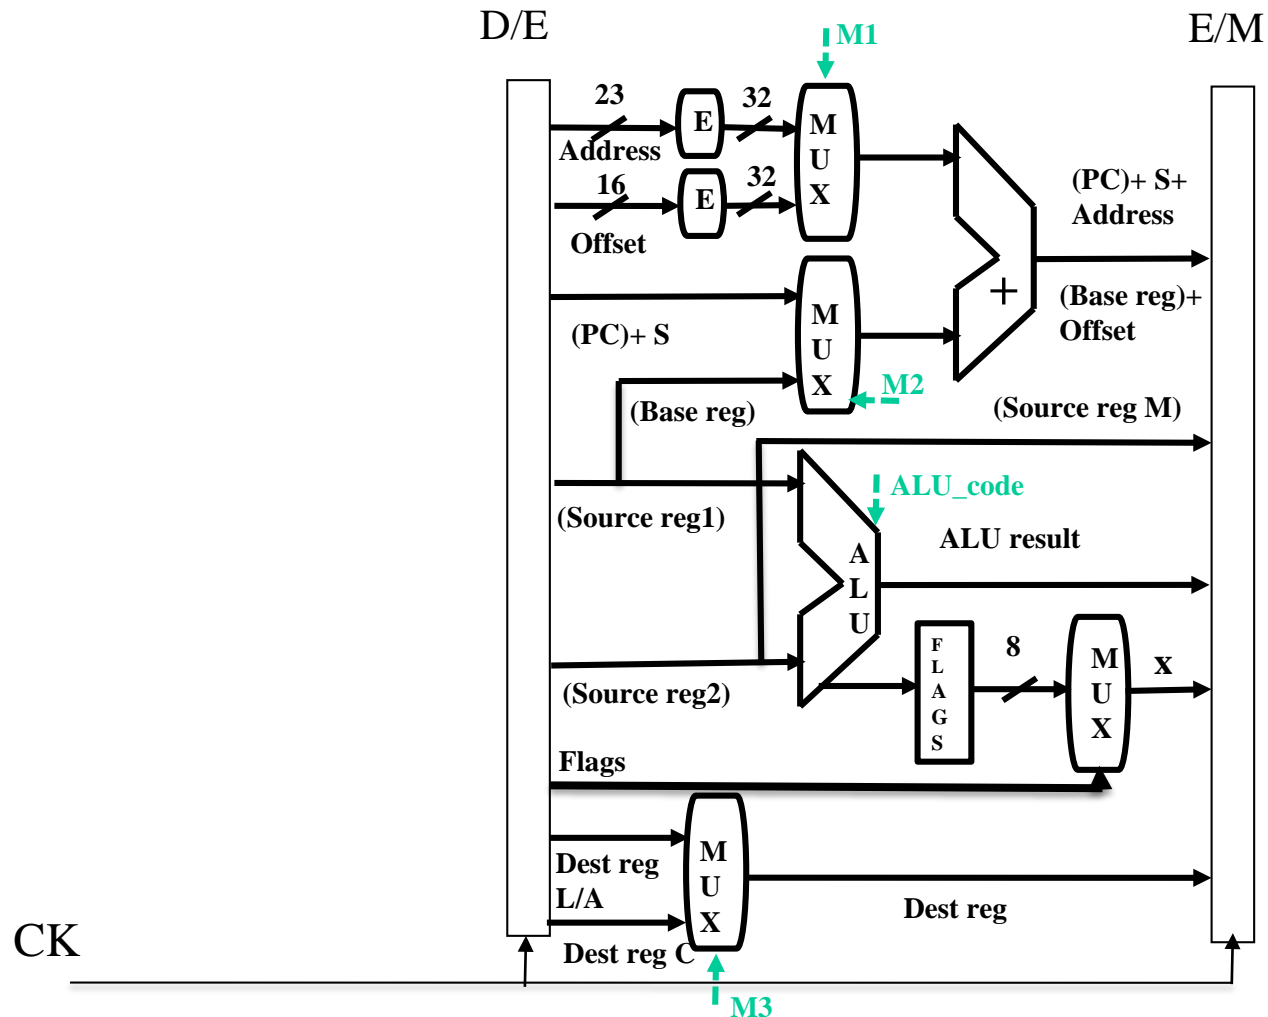 D/E
E/M
M1
23
32
E
Address
16
32
E
Offset
M
U
X
(PC)+ S+
Address
(Base reg)+
Offset
+
(PC)+ S
M
U
X
M2
(Base reg)
(Source reg M)
(Source reg1)
ALU_code
ALU result
A
L
U
(Source reg2)
F
L
A
G
S
8
M
U
X
x
Flags
Dest reg
L/A
M
U
X
Dest reg
Dest reg C
CK
M3